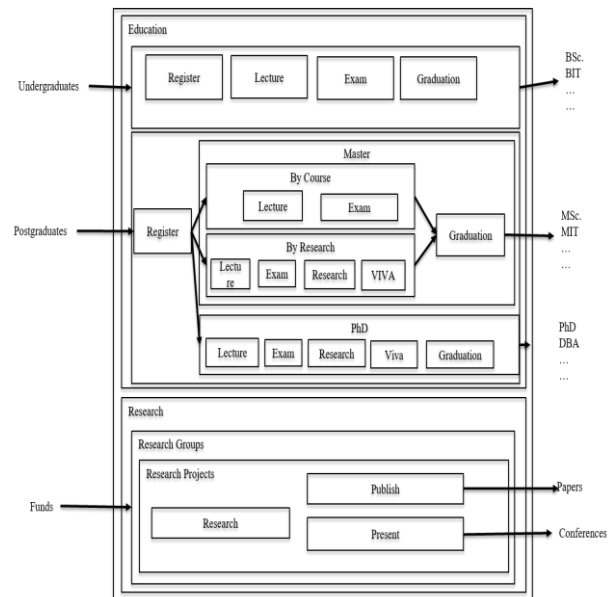 Education
Undergraduates
Register
Lecture
Exam
Graduation
BSc.
BIT
…
…
Postgraduates
Register
Master
By Course
Lecture
Exam
By Research
Lectu
re
Exam
Research
VIVA
Graduation
MSc.
MIT
…
…
PhD
Lecture
Exam
Research
Viva
Graduation
PhD
DBA
…
…
Research
Research Groups
Research Projects
Funds
Research
Publish
Papers
Present
Conferences